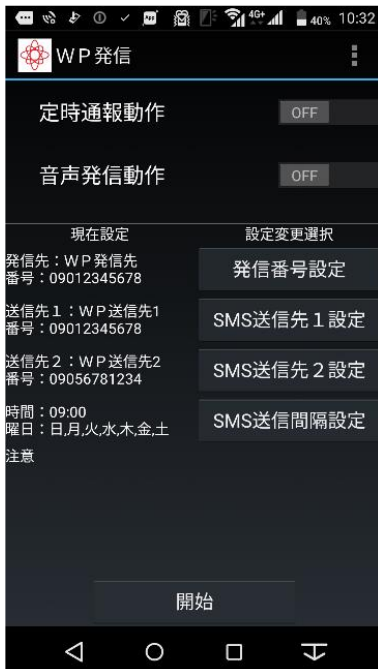 4G+ 40% 10:32
WP発信
定時通報動作 OFF
音声発信動作 OFF
現在設定 設定変更選択
発信先：WP発信先
番号：09012345678
発信番号設定
送信先１：WP送信先1
番号：09012345678
SMS送信先１設定
送信先２：WP送信先2
番号：09056781234
SMS送信先２設定
時間：09:00
曜日：日,月,火,水,木,金,土
SMS送信間隔設定
注意
開始